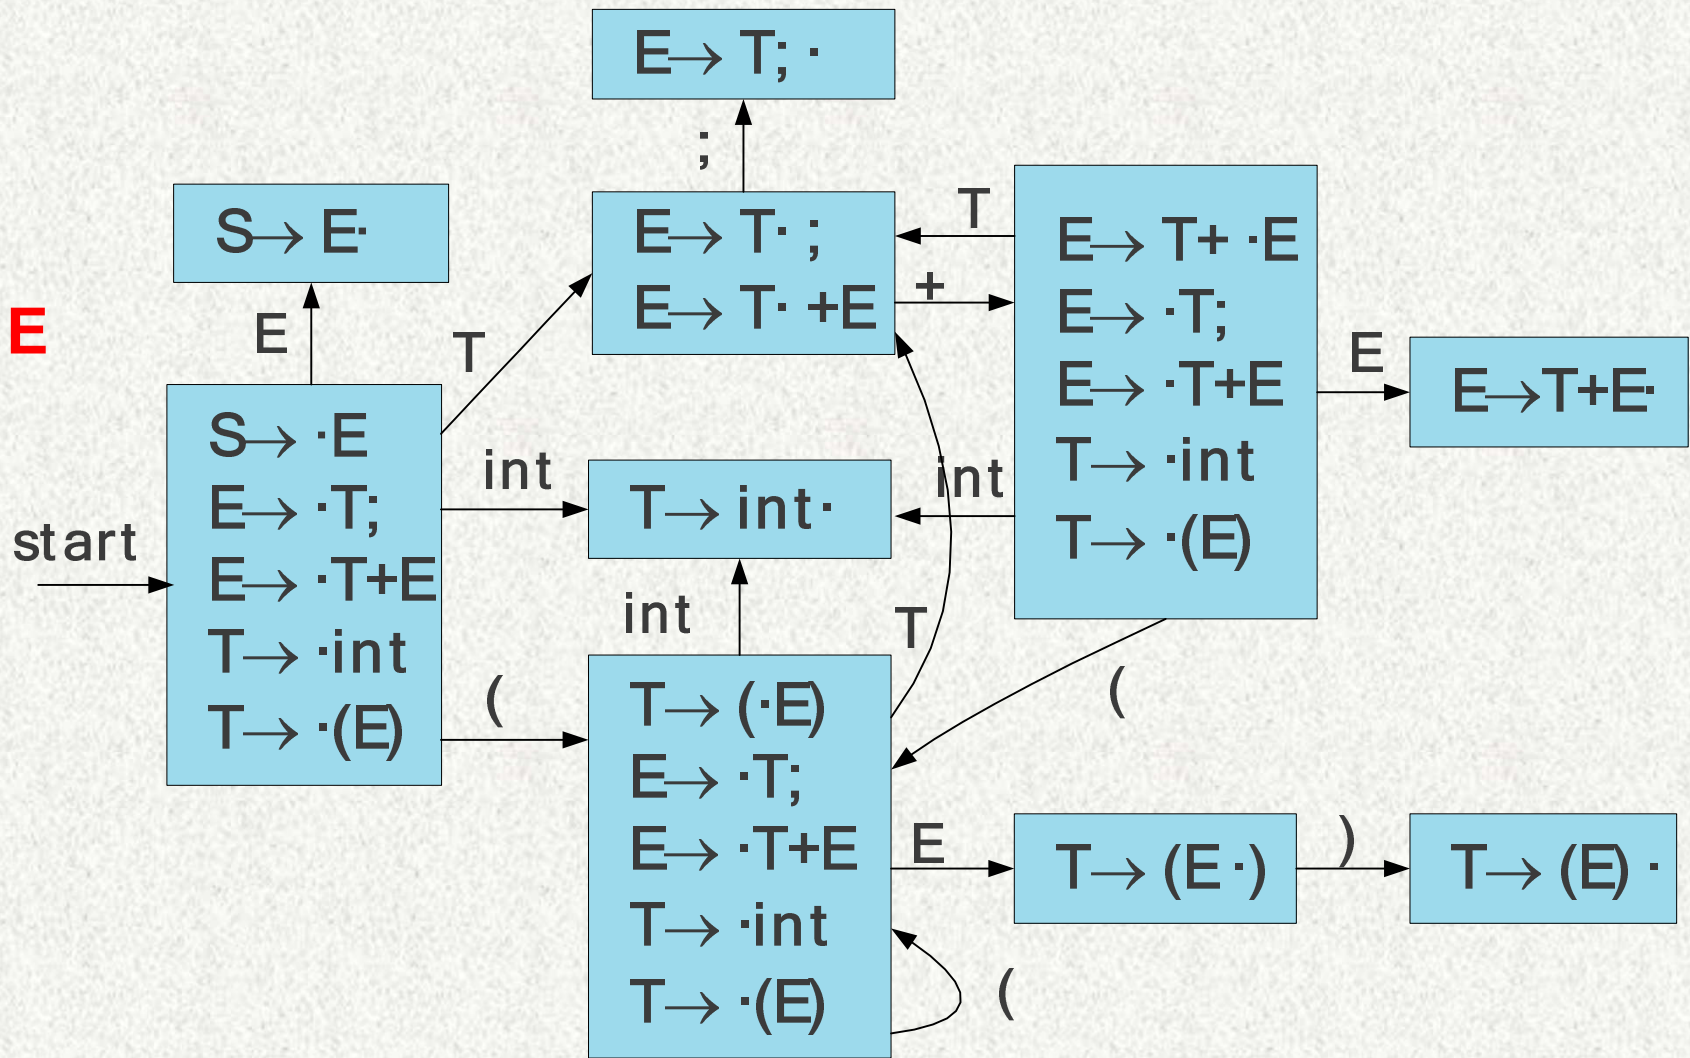 E→ T; ·
;
S→ E·
E→ T· ;
E→ T· +E
T
+
E→ T+ ·E
E→ ·T;
E→ ·T+E
T→ ·int
T→ ·(E)
E
E
T
E
E→T+E·
S→ ·E
E→ ·T;
E→ ·T+E
T→ ·int
T→ ·(E)
start
int
T→ int·
int
int
T
(
(
T→ (·E)
E→ ·T;
E→ ·T+E
T→ ·int
T→ ·(E)
E
T→ (E ·)
)
T→ (E) ·
(